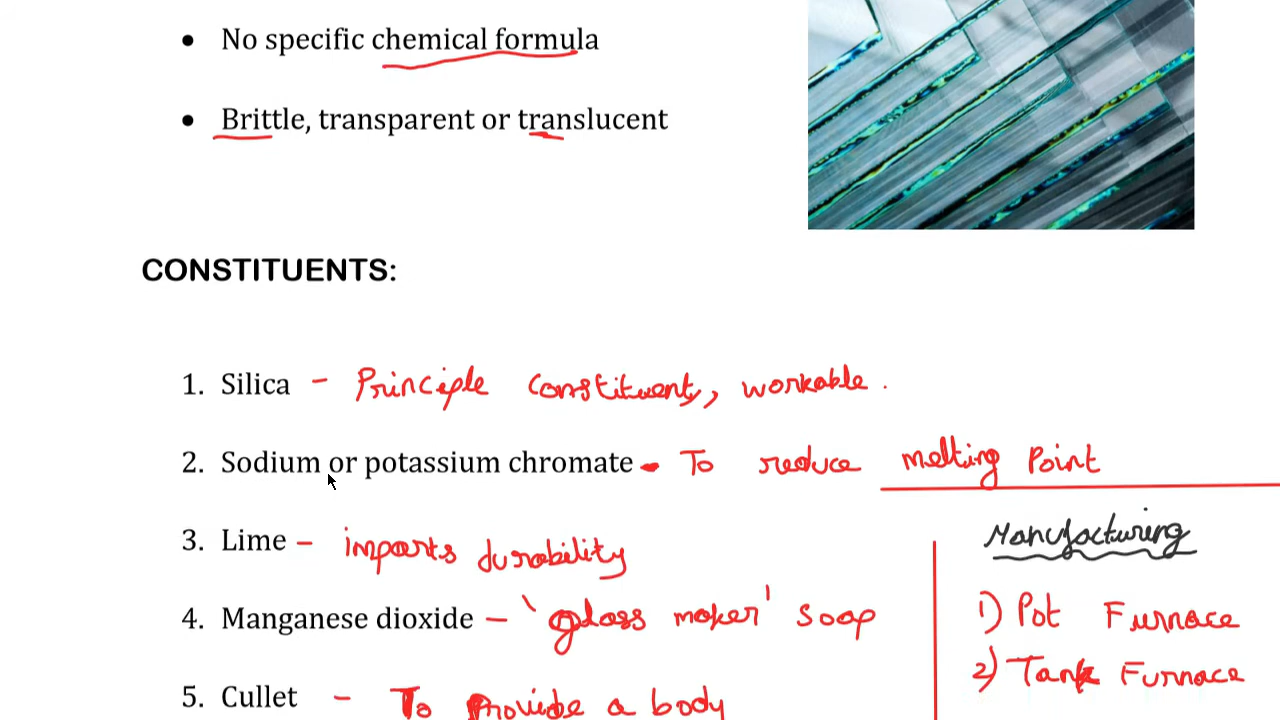 • No specific chemical formula
• Brittle, transparent or translucent
CONSTITUENTS:
1. Silica - Principle constituent, workable.
2. Sodium or potassium chromate - To reduce melting Point
3. Lime - imparts durability
4. Manganese dioxide - 'glass maker' soap
5. Cullet - To Provide a body
Manufacturing
1) Pot Furnace
2) Tank Furnace